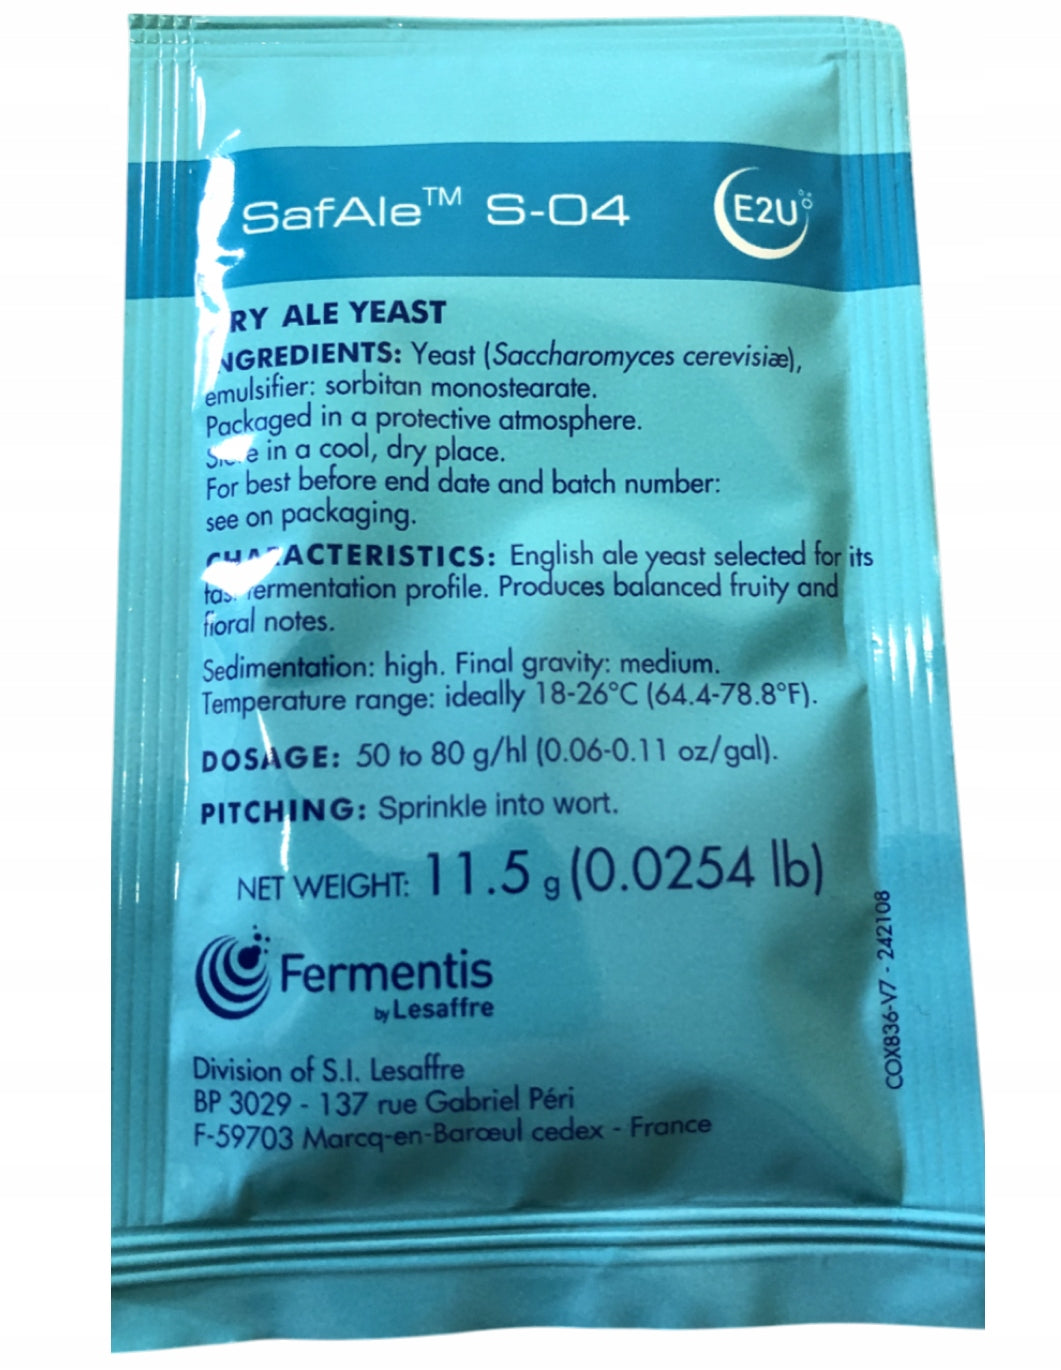 SafAle™ S-04
E2U
RY ALE YEAST
NGREDIENTS: Yeast (Saccharomyces cerevisiæ),
emulsifier: sorbitan monostearate.
Packaged in a protective atmosphere.
in a cool, dry place.
For best before end date and batch number:
see on packaging.
CHARACTERISTICS: English ale yeast selected for its
fast fermentation profile. Produces balanced fruity and
floral notes.
Sedimentation: high. Final gravity: medium.
Temperature range: ideally 18-26°C (64.4-78.8°F).
DOSAGE: 50 to 80 g/hl (0.06-0.11 oz/gal).
PITCHING: Sprinkle into wort.
NET WEIGHT: 11.5 g (0.0254 lb)
Fermentis
by Lesaffre
Division of S.I. Lesaffre
BP 3029 - 137 rue Gabriel Péri
F-59703 Marcq-en-Barœul cedex - France
COX836-V7 - 242108